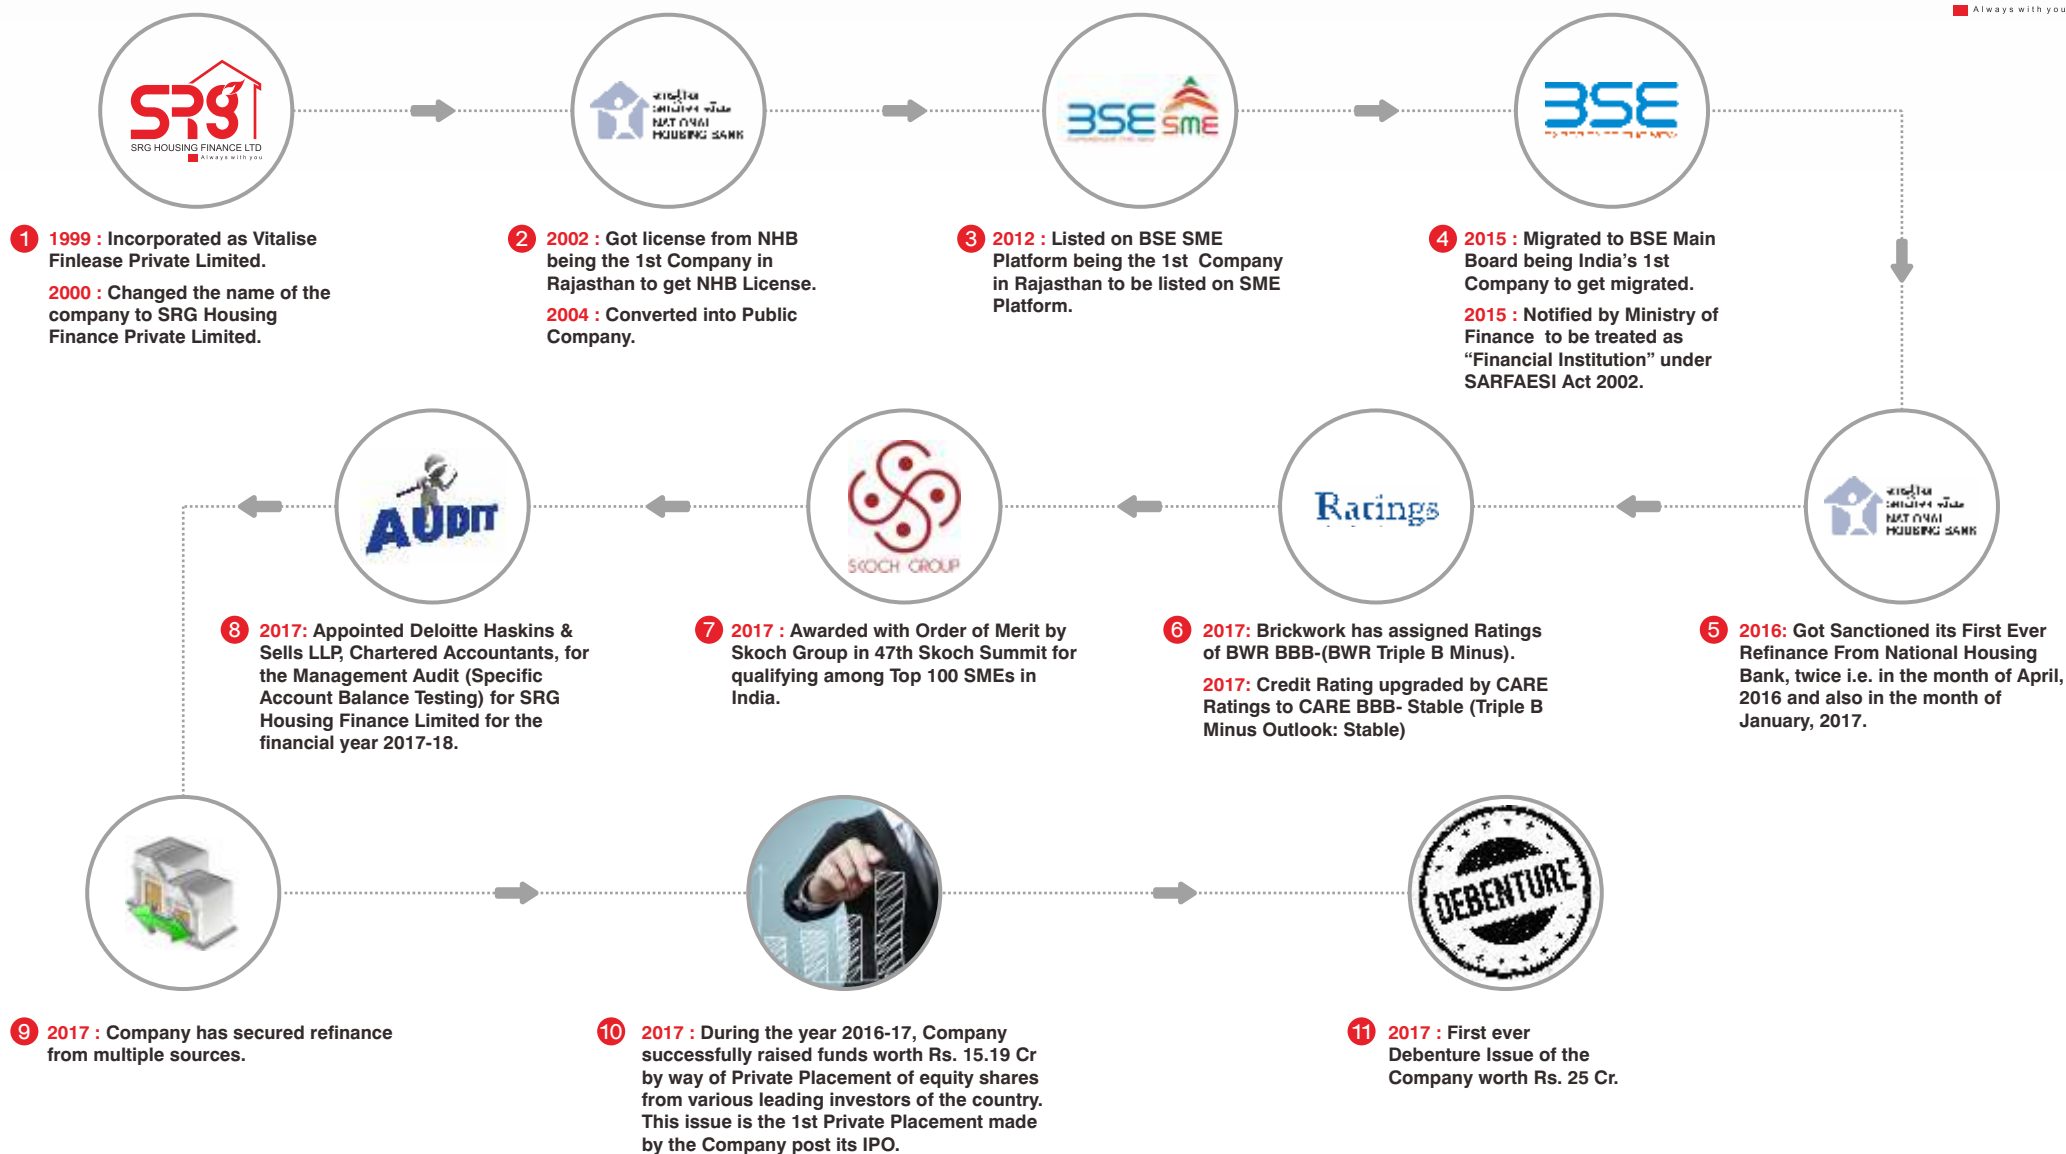 Always with you
SRG
SRG HOUSING FINANCE LTD
Always with you
NATIONAL
HOUSING BANK
BSE SME
BSE
1 1999 : Incorporated as Vitalise
Finlease Private Limited.
2000 : Changed the name of the
company to SRG Housing
Finance Private Limited.
2 2002 : Got license from NHB
being the 1st Company in
Rajasthan to get NHB License.
2004 : Converted into Public
Company.
3 2012 : Listed on BSE SME
Platform being the 1st Company
in Rajasthan to be listed on SME
Platform.
4 2015 : Migrated to BSE Main
Board being India’s 1st
Company to get migrated.
2015 : Notified by Ministry of
Finance to be treated as
“Financial Institution” under
SARFAESI Act 2002.
NATIONAL
HOUSING BANK
Ratings
SKOCH GROUP
AUDIT
5 2016: Got Sanctioned its First Ever
Refinance From National Housing
Bank, twice i.e. in the month of April,
2016 and also in the month of
January, 2017.
6 2017: Brickwork has assigned Ratings
of BWR BBB-(BWR Triple B Minus).
2017: Credit Rating upgraded by CARE
Ratings to CARE BBB- Stable (Triple B
Minus Outlook: Stable)
7 2017 : Awarded with Order of Merit by
Skoch Group in 47th Skoch Summit for
qualifying among Top 100 SMEs in
India.
8 2017: Appointed Deloitte Haskins &
Sells LLP, Chartered Accountants, for
the Management Audit (Specific
Account Balance Testing) for SRG
Housing Finance Limited for the
financial year 2017-18.
DEBENTURE
9 2017 : Company has secured refinance
from multiple sources.
10 2017 : During the year 2016-17, Company
successfully raised funds worth Rs. 15.19 Cr
by way of Private Placement of equity shares
from various leading investors of the country.
This issue is the 1st Private Placement made
by the Company post its IPO.
11 2017 : First ever
Debenture Issue of the
Company worth Rs. 25 Cr.